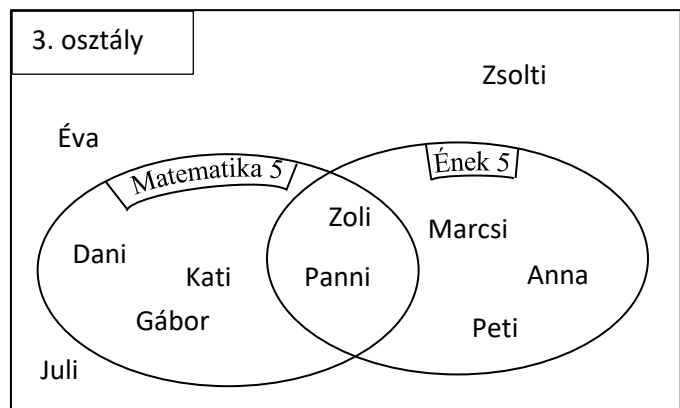 3. osztály
Zsolti
Éva
Matematika 5
Ének 5
Zoli
Marcsi
Dani
Kati
Panni
Anna
Gábor
Peti
Juli